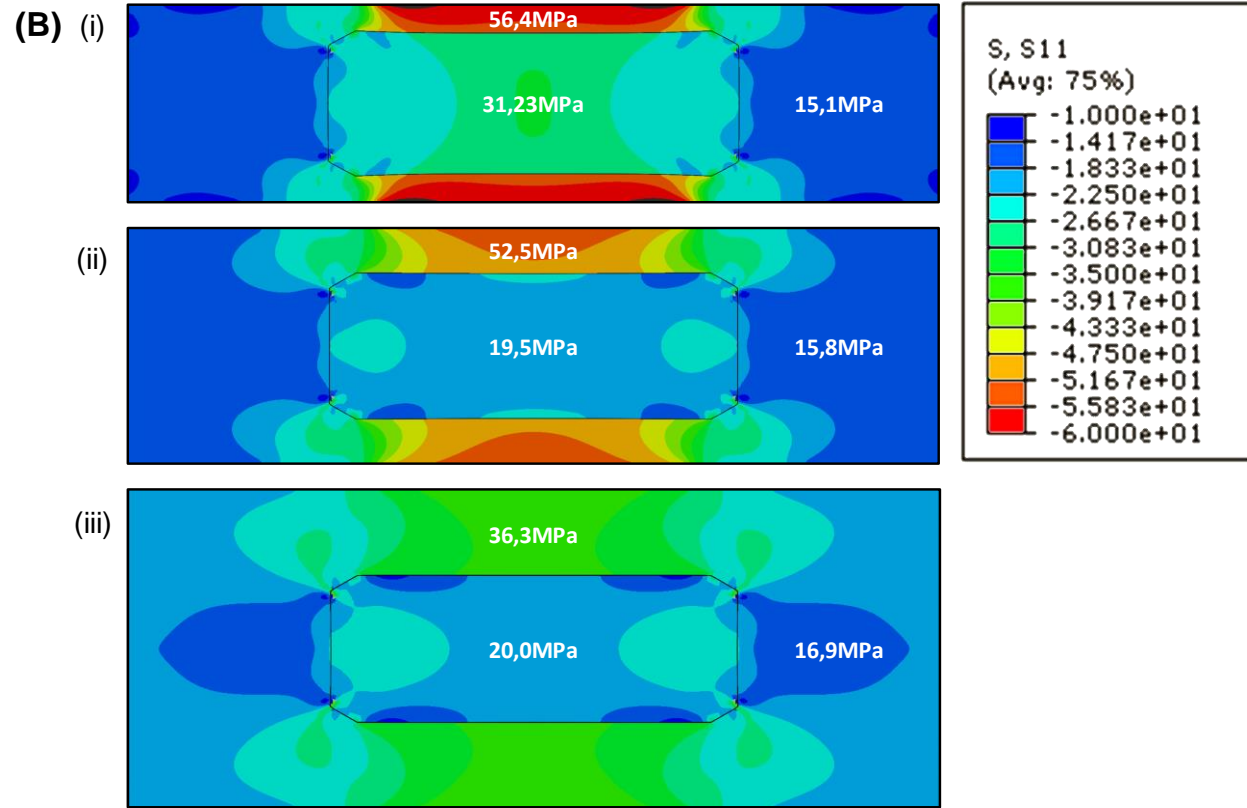 (B) (i)
56,4MPa
31,23MPa
15,1MPa
(ii)
52,5MPa
19,5MPa
15,8MPa
(iii)
36,3MPa
20,0MPa
16,9MPa
S, S11
(Avg: 75%)
-1.000e+01
-1.417e+01
-1.833e+01
-2.250e+01
-2.667e+01
-3.083e+01
-3.500e+01
-3.917e+01
-4.333e+01
-4.750e+01
-5.167e+01
-5.583e+01
-6.000e+01